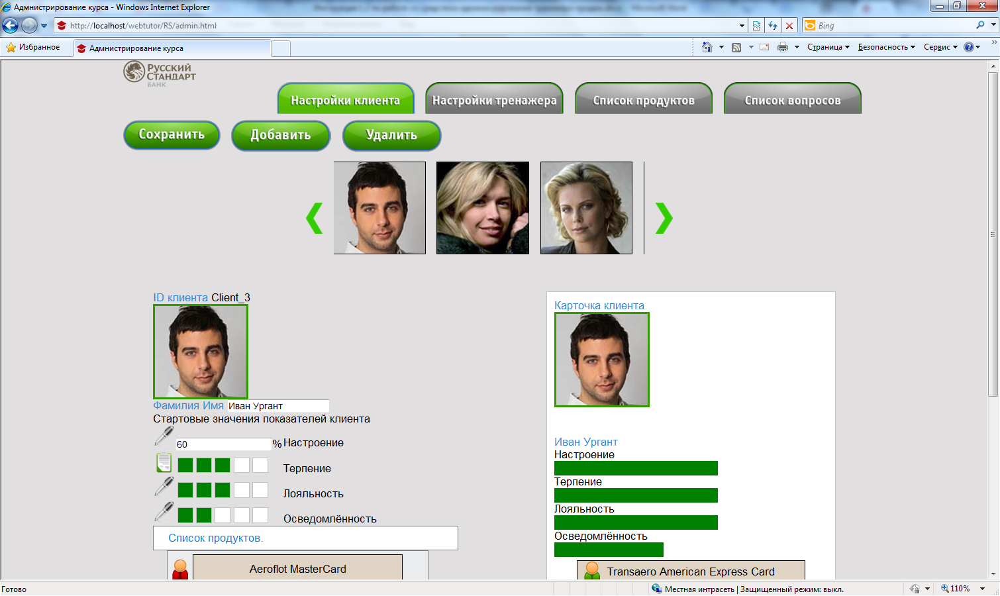 Администрирование курса - Windows Internet Explorer
http://localhost/webtutor/RS/admin.html
Bing
Избранное
Администрирование курса
Страница
Безопасность
Сервис
РУССКИЙ
СТАНДАРТ
БАНК
Настройки клиента
Настройки тренажера
Список продуктов
Список вопросов
Сохранить
Добавить
Удалить
ID клиента Client_3
Фамилия Имя Иван Ургант
Стартовые значения показателей клиента
60 % Настроение
Терпение
Лояльность
Осведомлённость
Список продуктов.
Aeroflot MasterCard
Карточка клиента
Иван Ургант
Настроение
Терпение
Лояльность
Осведомлённость
Transaero American Express Card
Готово
Местная интрасеть | Защищенный режим: выкл.
110%